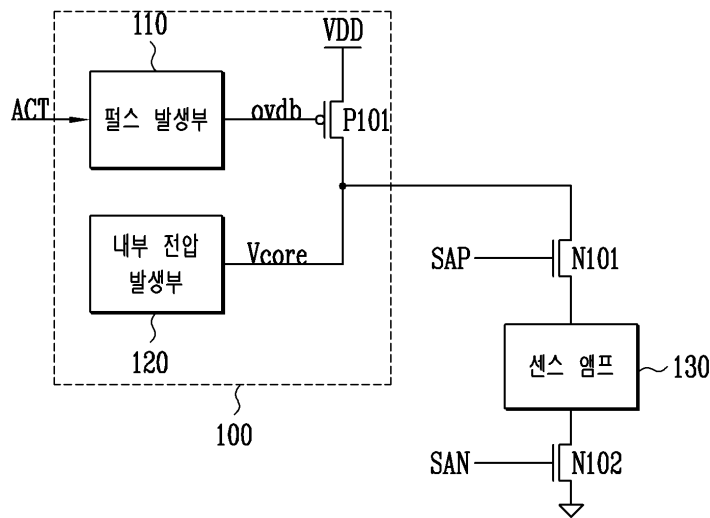 110
VDD
ACT
펄스 발생부
ovdb
P101
내부 전압
발생부
Vcore
120
100
SAP
N101
센스 앰프
130
SAN
N102